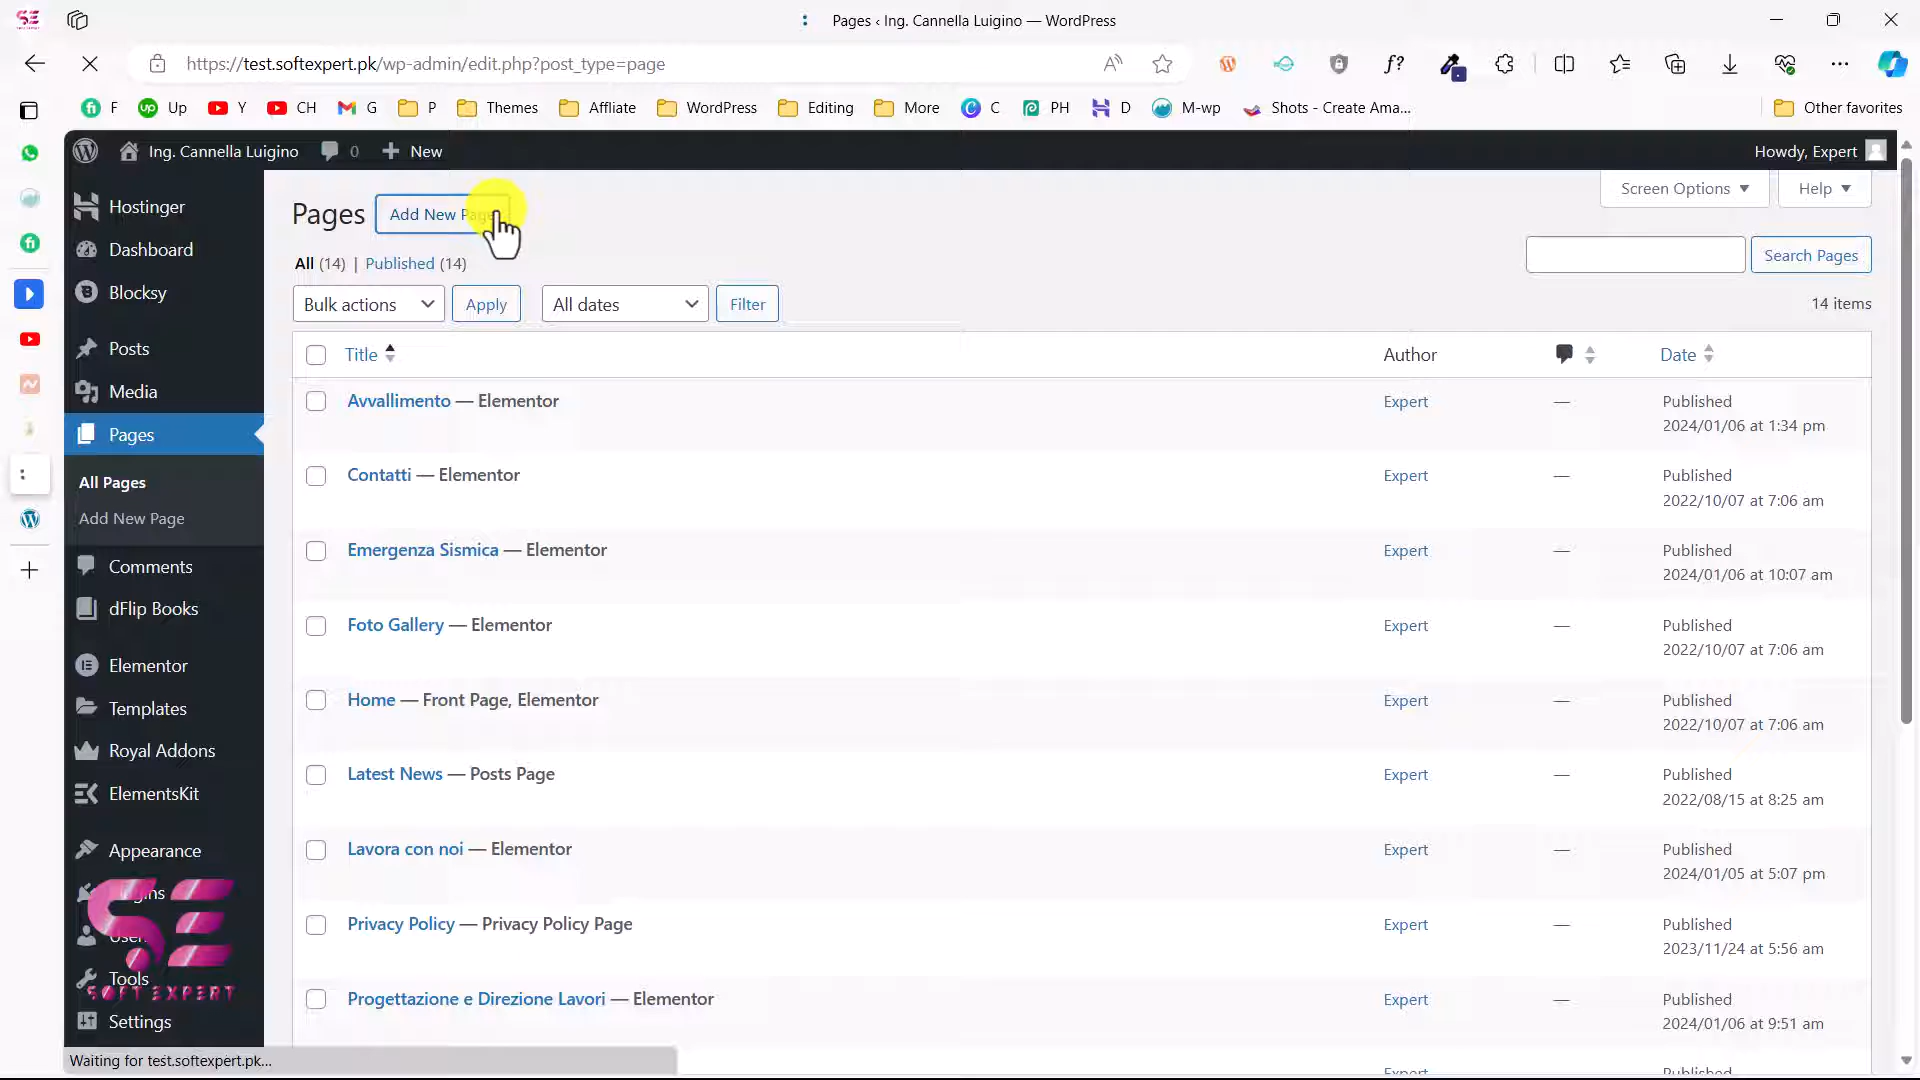 Pages ‹ Ing. Cannella Luigino — WordPress
https://test.softexpert.pk/wp-admin/edit.php?post_type=page
F Up Y CH G P Themes Affliate WordPress Editing More C PH D M-wp Shots - Create Ama... Other favorites
Ing. Cannella Luigino 0 New Howdy, Expert
Screen Options Help
Pages Add New Page
All (14) | Published (14)
Search Pages
Bulk actions Apply All dates Filter 14 items
Title Author Date
Avvallimento — Elementor Expert — Published
2024/01/06 at 1:34 pm
Contatti — Elementor Expert — Published
2022/10/07 at 7:06 am
Emergenza Sismica — Elementor Expert — Published
2024/01/06 at 10:07 am
Foto Gallery — Elementor Expert — Published
2022/10/07 at 7:06 am
Home — Front Page, Elementor Expert — Published
2022/10/07 at 7:06 am
Latest News — Posts Page Expert — Published
2022/08/15 at 8:25 am
Lavora con noi — Elementor Expert — Published
2024/01/05 at 5:07 pm
Privacy Policy — Privacy Policy Page Expert — Published
2023/11/24 at 5:56 am
Progettazione e Direzione Lavori — Elementor Expert — Published
2024/01/06 at 9:51 am
Hostinger
Dashboard
Blocksy
Posts
Media
Pages
All Pages
Add New Page
Comments
dFlip Books
Elementor
Templates
Royal Addons
ElementsKit
Appearance
Tools
SOFT EXPERT
Settings
Waiting for test.softexpert.pk...